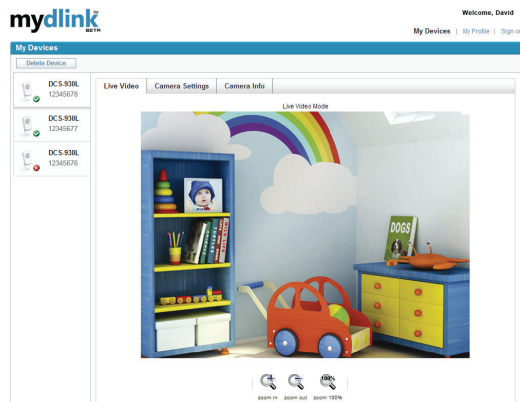 mydlink
BETA
Welcome, David
My Devices | My Profile | Sign ou
My Devices
Delete Device
DCS-930L
12345678
DCS-930L
12345677
DCS-930L
12345676
Live Video
Camera Settings
Camera Info
Live Video Mode
DOGS
100%
zoom in
zoom out
zoom 100%